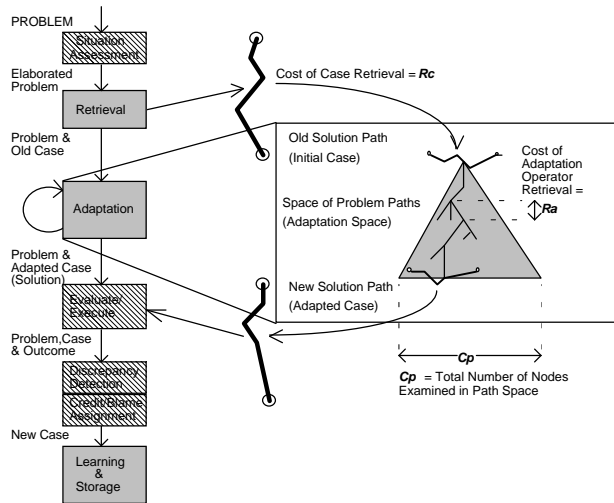 PROBLEM
Situation
Assessment
Elaborated
Problem
Retrieval
Problem &
Old Case
Adaptation
Problem &
Adapted Case
(Solution)
Evaluate/
Execute
Problem,Case
& Outcome
Discrepancy
Detection
Credit/Blame
Assignment
New Case
Learning
&
Storage
Cost of Case Retrieval = Rc
Old Solution Path
(Initial Case)
Space of Problem Paths
(Adaptation Space)
New Solution Path
(Adapted Case)
Cost of
Adaptation
Operator
Retrieval =
Ra
Cp
Cp = Total Number of Nodes
Examined in Path Space